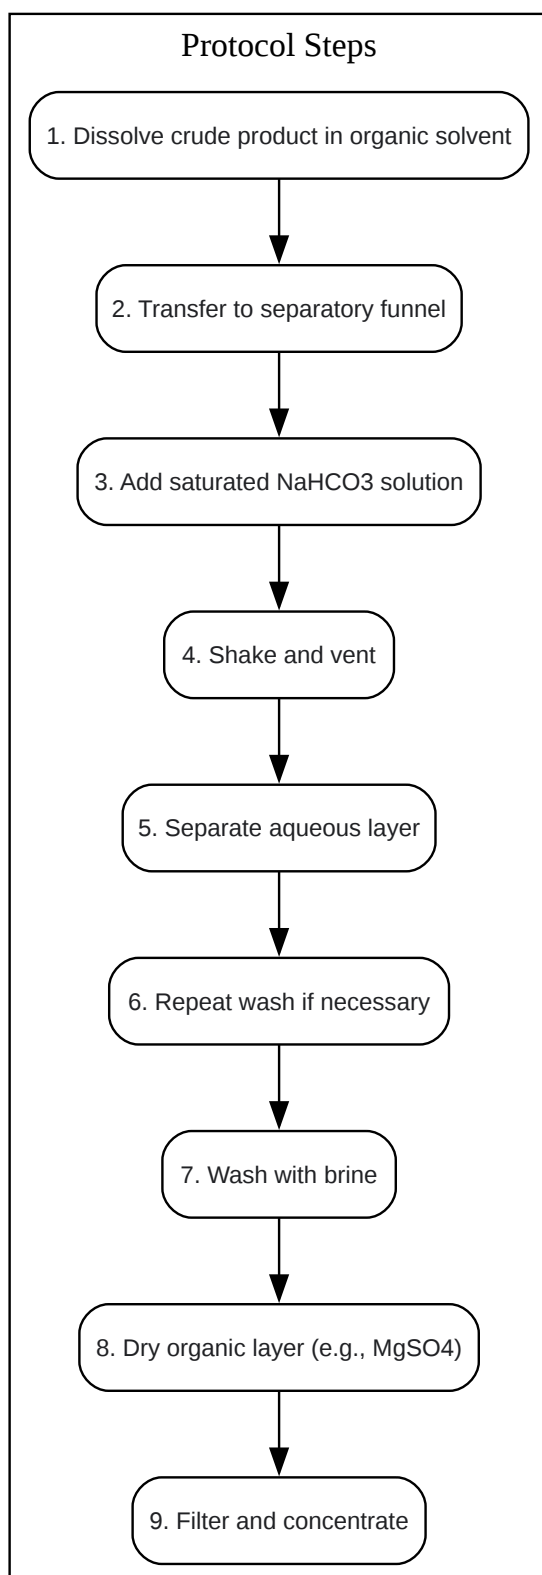 Protocol Steps
1. Dissolve crude product in organic solvent
2. Transfer to separatory funnel
3. Add saturated NaHCO3 solution
4. Shake and vent
5. Separate aqueous layer
6. Repeat wash if necessary
7. Wash with brine
8. Dry organic layer (e.g., MgSO4)
9. Filter and concentrate